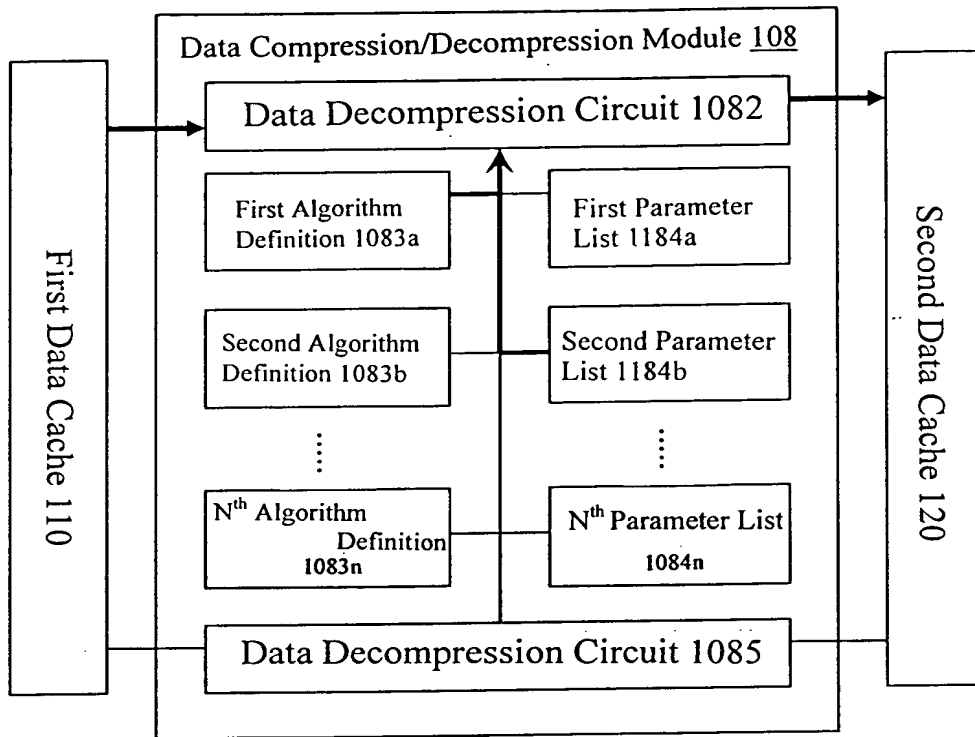 Data Compression/Decompression Module 108
Data Decompression Circuit 1082
First Algorithm
Definition 1083a
First Parameter
List 1184a
Second Algorithm
Definition 1083b
Second Parameter
List 1184b
Nth Algorithm
Definition
1083n
Nth Parameter List
1084n
Data Decompression Circuit 1085
First Data Cache 110
Second Data Cache 120